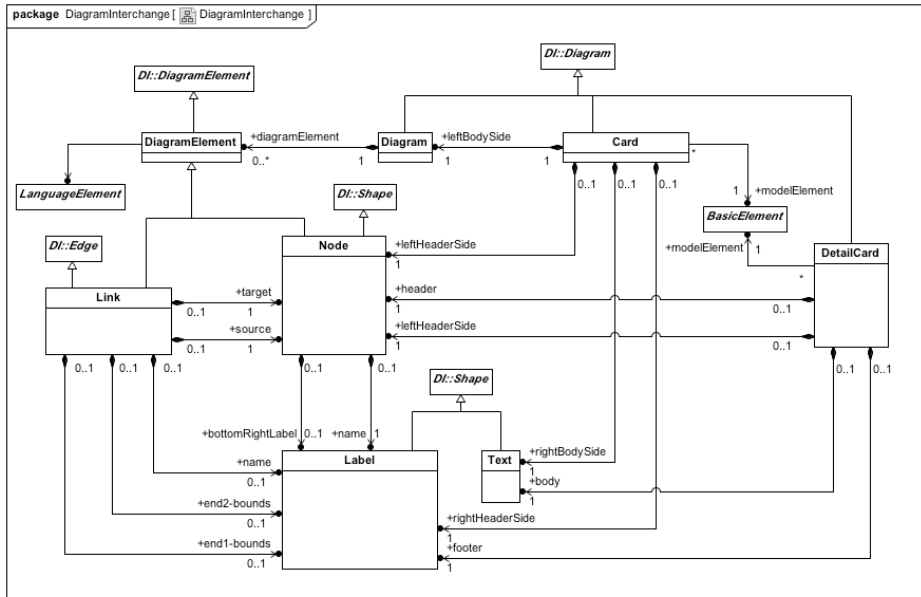 package DiagramInterchange [ DiagramInterchange ]
DI::Diagram
DI::DiagramElement
DiagramElement
+diagramElement
0..*
1
Diagram
+leftBodySide
1
1
Card
*
0..1
0..1
0..1
LanguageElement
DI::Shape
1
+modelElement
BasicElement
+modelElement
1
*
DI::Edge
Node
+leftHeaderSide
1
DetailCard
Link
+target
0..1
1
+header
1
0..1
+source
0..1
1
+leftHeaderSide
1
0..1
0..1
0..1
0..1
0..1
0..1
0..1
0..1
DI::Shape
+bottomRightLabel
0..1
+name
1
Label
Text
+rightBodySide
1
+name
0..1
+body
1
+end2-bounds
0..1
+rightHeaderSide
1
+end1-bounds
0..1
+footer
1